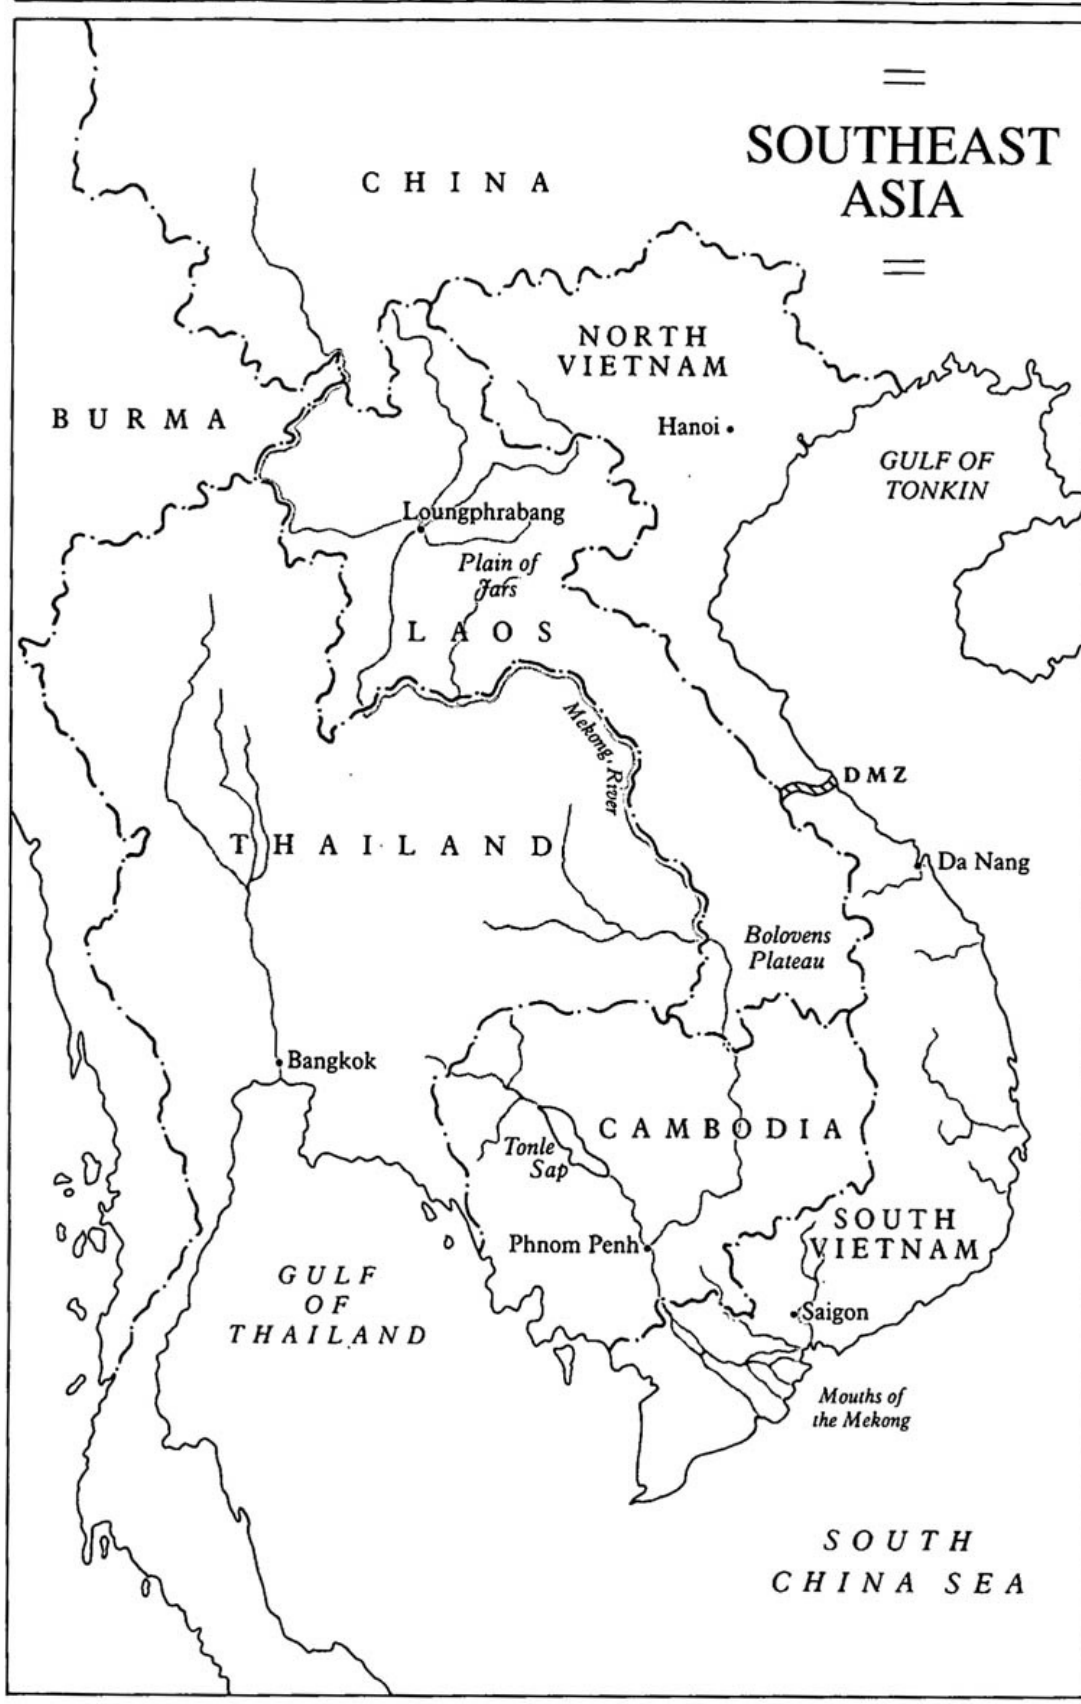 SOUTHEAST
ASIA
CHINA
NORTH
VIETNAM
BURMA
Hanoi
GULF OF
TONKIN
Loungphrabang
Plain of
Jars
LAOS
Mekong River
DMZ
THAILAND
Da Nang
Bolovens
Plateau
Bangkok
CAMBODIA
Tonle
Sap
SOUTH
VIETNAM
Phnom Penh
GULF
OF
THAILAND
Saigon
Mouths of
the Mekong
SOUTH
CHINA SEA